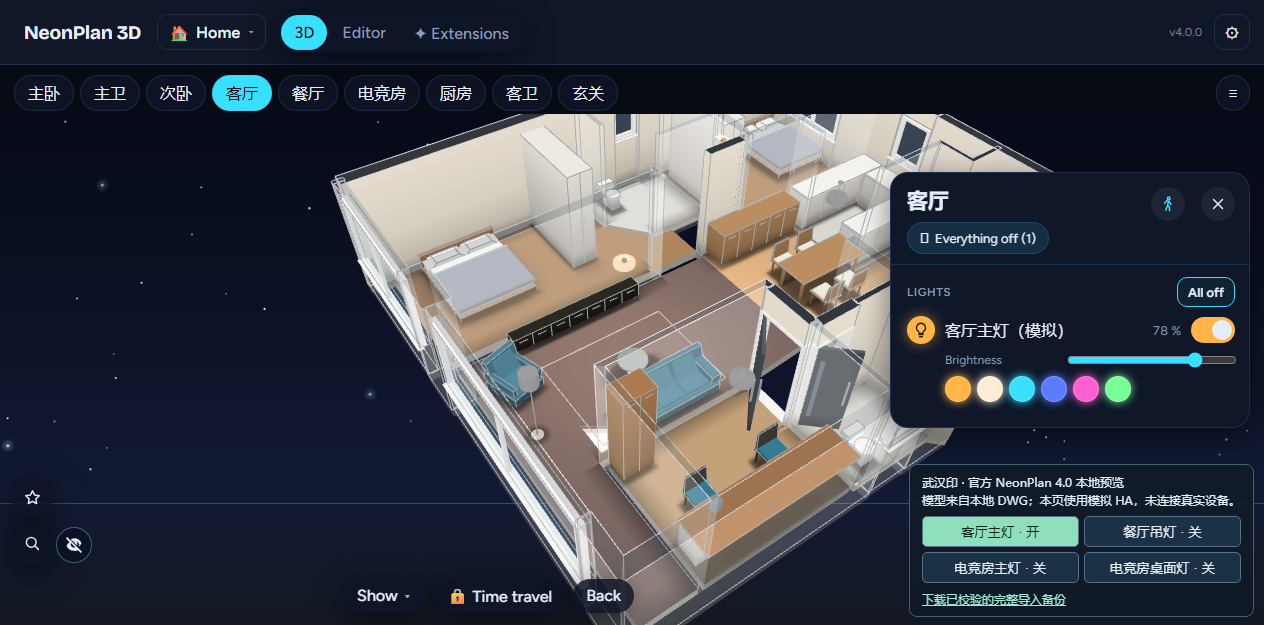 NeonPlan 3D
Home
3D
Editor
Extensions
v4.0.0
主卧
主卫
次卧
客厅
餐厅
电竞房
厨房
客卫
玄关
客厅
Everything off (1)
LIGHTS
All off
客厅主灯（模拟）
78 %
Brightness
武汉印 · 官方 NeonPlan 4.0 本地预览
模型来自本地 DWG；本页使用模拟 HA，未连接真实设备。
客厅主灯 · 开
餐厅吊灯 · 关
电竞房主灯 · 关
电竞房桌面灯 · 关
下载已校验的完整导入备份
Show
Time travel
Back